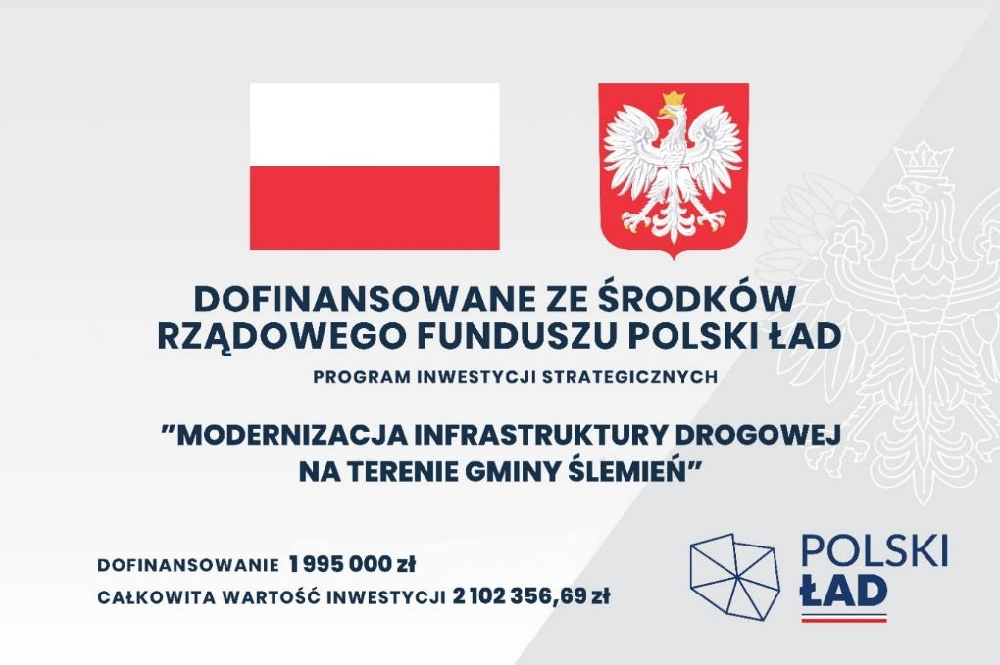 DOFINANSOWANE ZE ŚRODKÓW
RZĄDOWEGO FUNDUSZU POLSKI ŁAD
PROGRAM INWESTYCJI STRATEGICZNYCH
”MODERNIZACJA INFRASTRUKTURY DROGOWEJ
NA TERENIE GMINY ŚLEMIEŃ”
DOFINANSOWANIE 1 995 000 zł
CAŁKOWITA WARTOŚĆ INWESTYCJI 2 102 356,69 zł
POLSKI
ŁAD